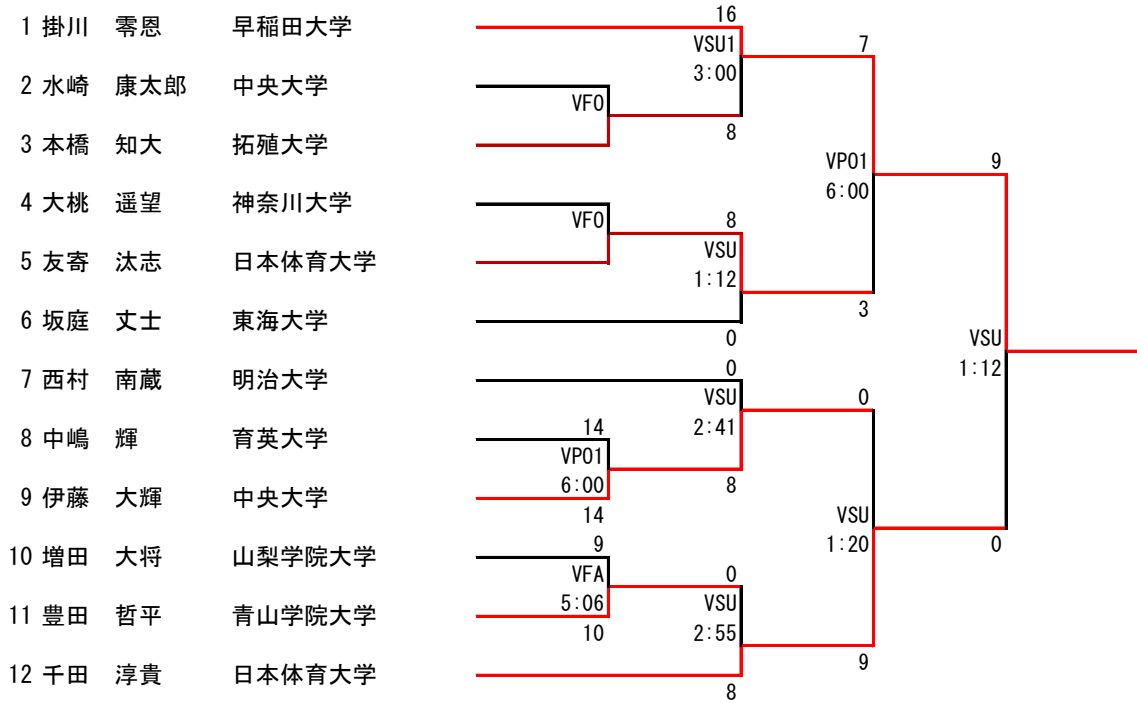 16
1 掛川 零恩 早稲田大学
VSU1 7
3:00
2 水崎 康太郎 中央大学
VFO
8
3 本橋 知大 拓殖大学
VPO1 9
6:00
4 大桃 遥望 神奈川大学
VFO 8
VSU
5 友寄 汰志 日本体育大学
1:12
3
6 坂庭 丈士 東海大学
0 VSU
0 1:12
7 西村 南蔵 明治大学
VSU 0
14 2:41
8 中嶋 輝 育英大学
VPO1
6:00 8
9 伊藤 大輝 中央大学
14 VSU
9 1:20 0
10 増田 大将 山梨学院大学
VFA 0
5:06 VSU
11 豊田 哲平 青山学院大学
10 2:55
9
12 千田 淳貴 日本体育大学
8